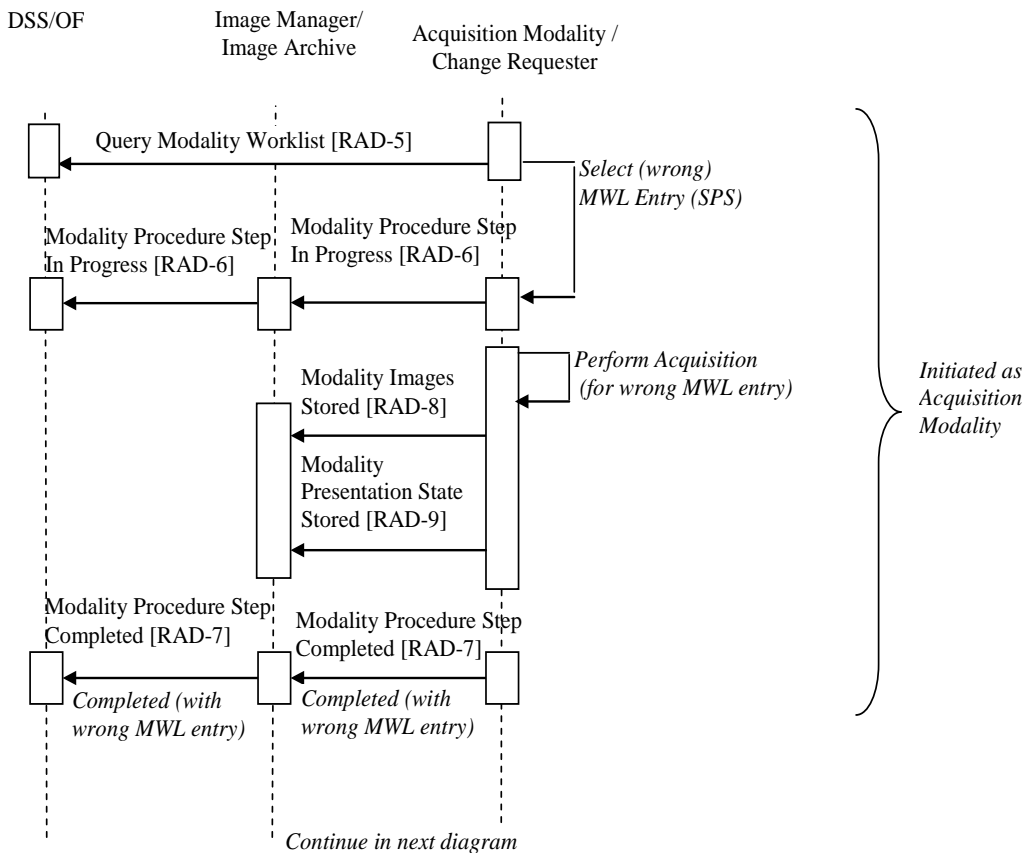 DSS/OF
Image Manager/
Image Archive
Acquisition Modality /
Change Requester
Query Modality Worklist [RAD-5]
Select (wrong)
MWL Entry (SPS)
Modality Procedure Step
In Progress [RAD-6]
Modality Procedure Step
In Progress [RAD-6]
Perform Acquisition
(for wrong MWL entry)
Modality Images
Stored [RAD-8]
Initiated as
Acquisition
Modality
Modality
Presentation State
Stored [RAD-9]
Modality Procedure Step
Completed [RAD-7]
Modality Procedure Step
Completed [RAD-7]
Completed (with
wrong MWL entry)
Completed (with
wrong MWL entry)
Continue in next diagram